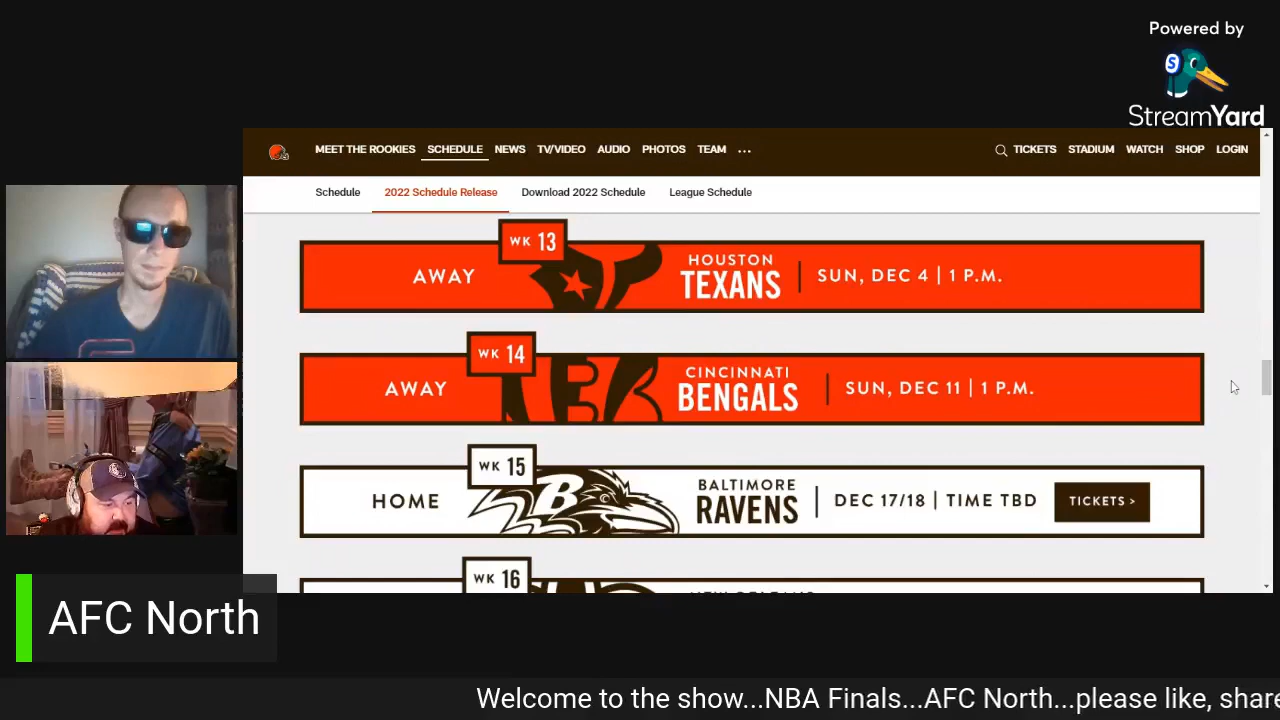 Powered by
S
StreamYard
MEET THE ROOKIES SCHEDULE NEWS TV/VIDEO AUDIO PHOTOS TEAM ... TICKETS STADIUM WATCH SHOP LOGIN
Schedule 2022 Schedule Release Download 2022 Schedule League Schedule
WK 13
AWAY HOUSTON TEXANS SUN, DEC 4 | 1 P.M.
WK 14
AWAY CINCINNATI BENGALS SUN, DEC 11 | 1 P.M.
WK 15
HOME B BALTIMORE RAVENS DEC 17/18 | TIME TBD TICKETS >
WK 16
AFC North
Welcome to the show...NBA Finals...AFC North...please like, share